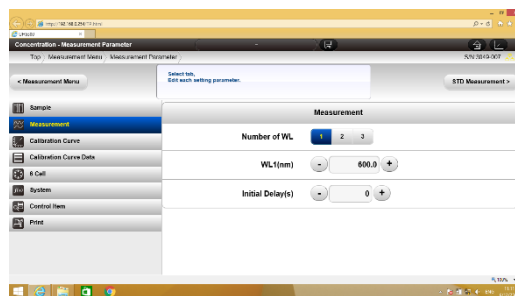 Concentration - Measurement Parameter
Top / Measurement Menu / Measurement Parameter /
< Measurement Menu
Select tab,
Edit each setting parameter.
STD Measurement >
Sample
Measurement
Calibration Curve
Calibration Curve Data
6 Cell
System
Control Item
Print
Measurement
Number of WL 1 2 3
WL1(nm) - 600.0 +
Initial Delay(s) - 0 +